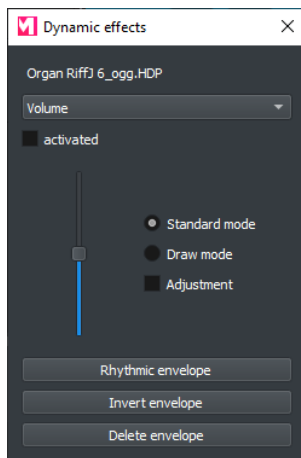 Dynamic effects
Organ RiffJ 6_ogg.HDP
Volume
activated
Standard mode
Draw mode
Adjustment
Rhythmic envelope
Invert envelope
Delete envelope